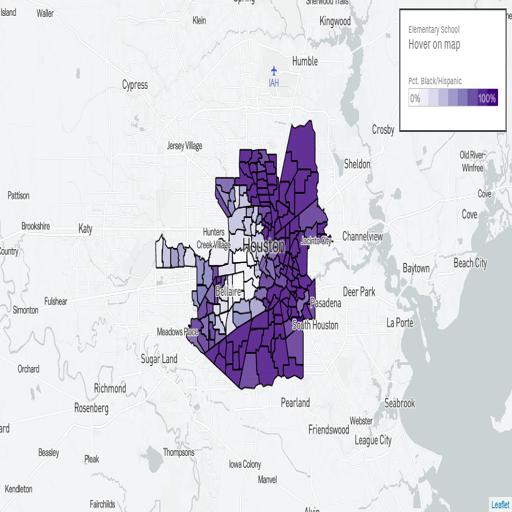 Sherwood Trails
Spring
Island
Waller
Klein
Kingwood
Elementary School
Hover on map
Humble
IAH
Cypress
Pct. Black/Hispanic
0%
100%
Crosby
Jersey Village
Old River-
Winfree
Sheldon
Pattison
Cove
Cove
Brookshire
Katy
Hunters
Creek Village
Houston
Jacinto City
Channelview
Country
Beach City
Baytown
Bellaire
Deer Park
Fulshear
Pasadena
Simonton
Meadows Place
South Houston
La Porte
Sugar Land
Orchard
Richmond
Rosenberg
Pearland
Seabrook
Friendswood
Webster
League City
Beasley
Pleak
Thompsons
Iowa Colony
Manvel
Kendleton
Fairchilds
Alvin
Leaflet